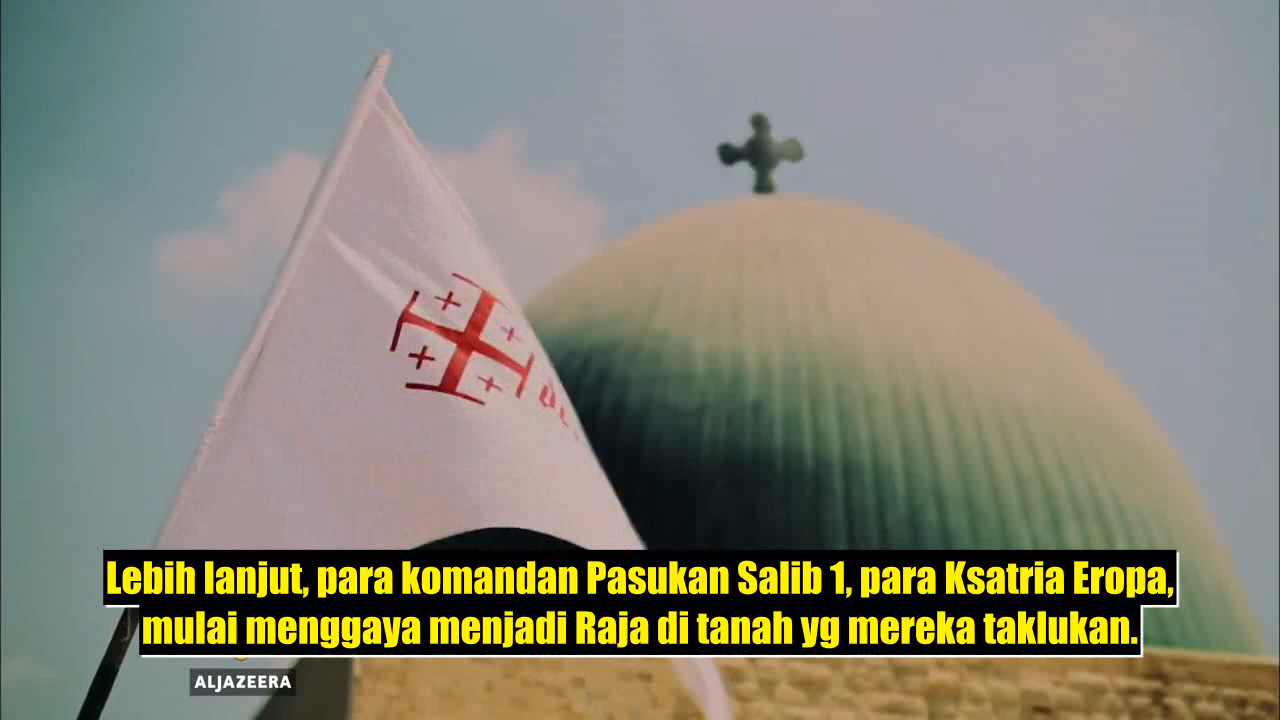 Lebih lanjut, para komandan Pasukan Salib 1, para Ksatria Eropa,
mulai menggaya menjadi Raja di tanah yg mereka taklukan.
ALJAZEERA